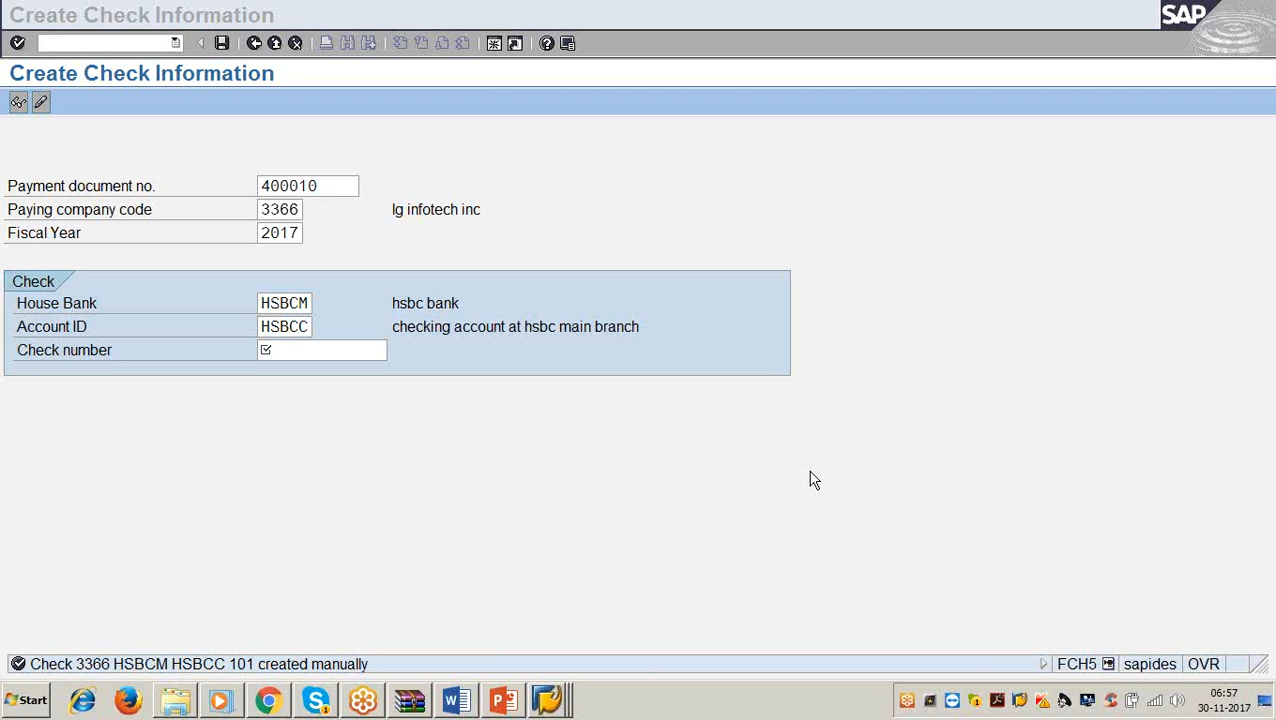 Create Check Information
SAP
Create Check Information
Payment document no. 400010
Paying company code 3366 lg infotech inc
Fiscal Year 2017
Check
House Bank HSBCM hsbc bank
Account ID HSBCC checking account at hsbc main branch
Check number
Check 3366 HSBCM HSBCC 101 created manually FCH5 sapides OVR
Start 06:57
30-11-2017